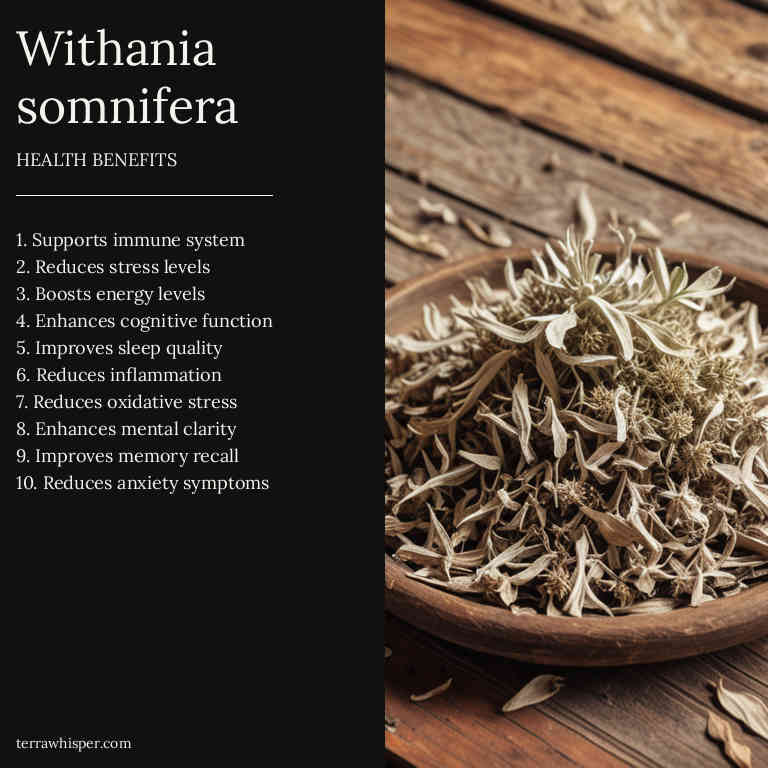 Withania
somnifera
HEALTH BENEFITS
1. Supports immune system
2. Reduces stress levels
3. Boosts energy levels
4. Enhances cognitive function
5. Improves sleep quality
6. Reduces inflammation
7. Reduces oxidative stress
8. Enhances mental clarity
9. Improves memory recall
10. Reduces anxiety symptoms
terrawhisper.com